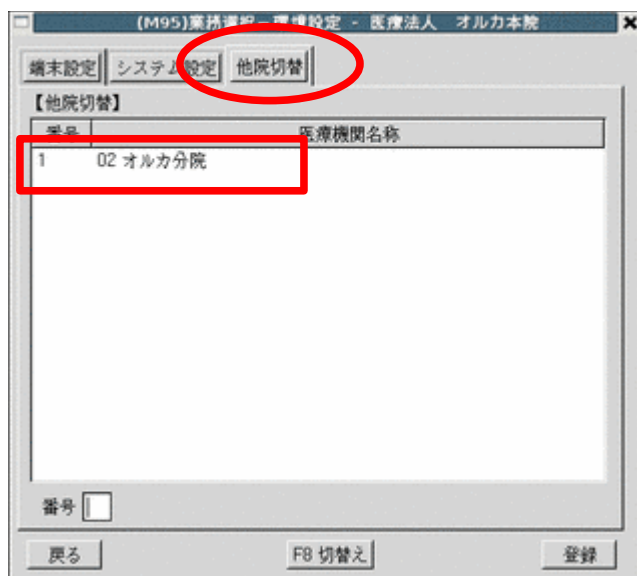 (M95)業務選択－環境設定 - 医療法人 オルカ本院
端末設定 システム設定 他院切替
【他院切替】
番号 医療機関名称
1 02 オルカ分院
番号
戻る F8 切替え 登録